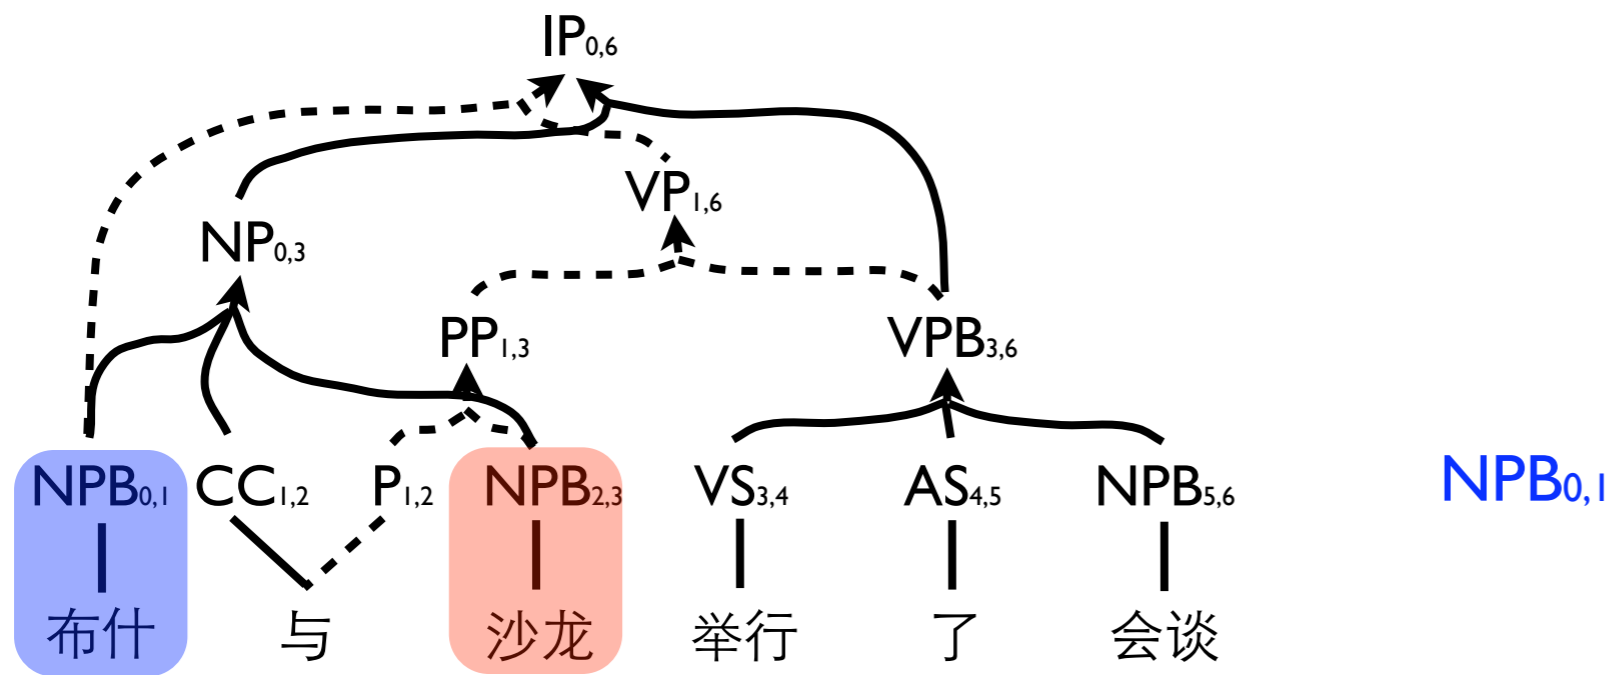 IP0,6
VP1,6
NP0,3
PP1,3 VPB3,6
NPB0,1 CC1,2 P1,2 NPB2,3 VS3,4 AS4,5 NPB5,6 NPB0,1
布什 与 沙龙 举行 了 会谈